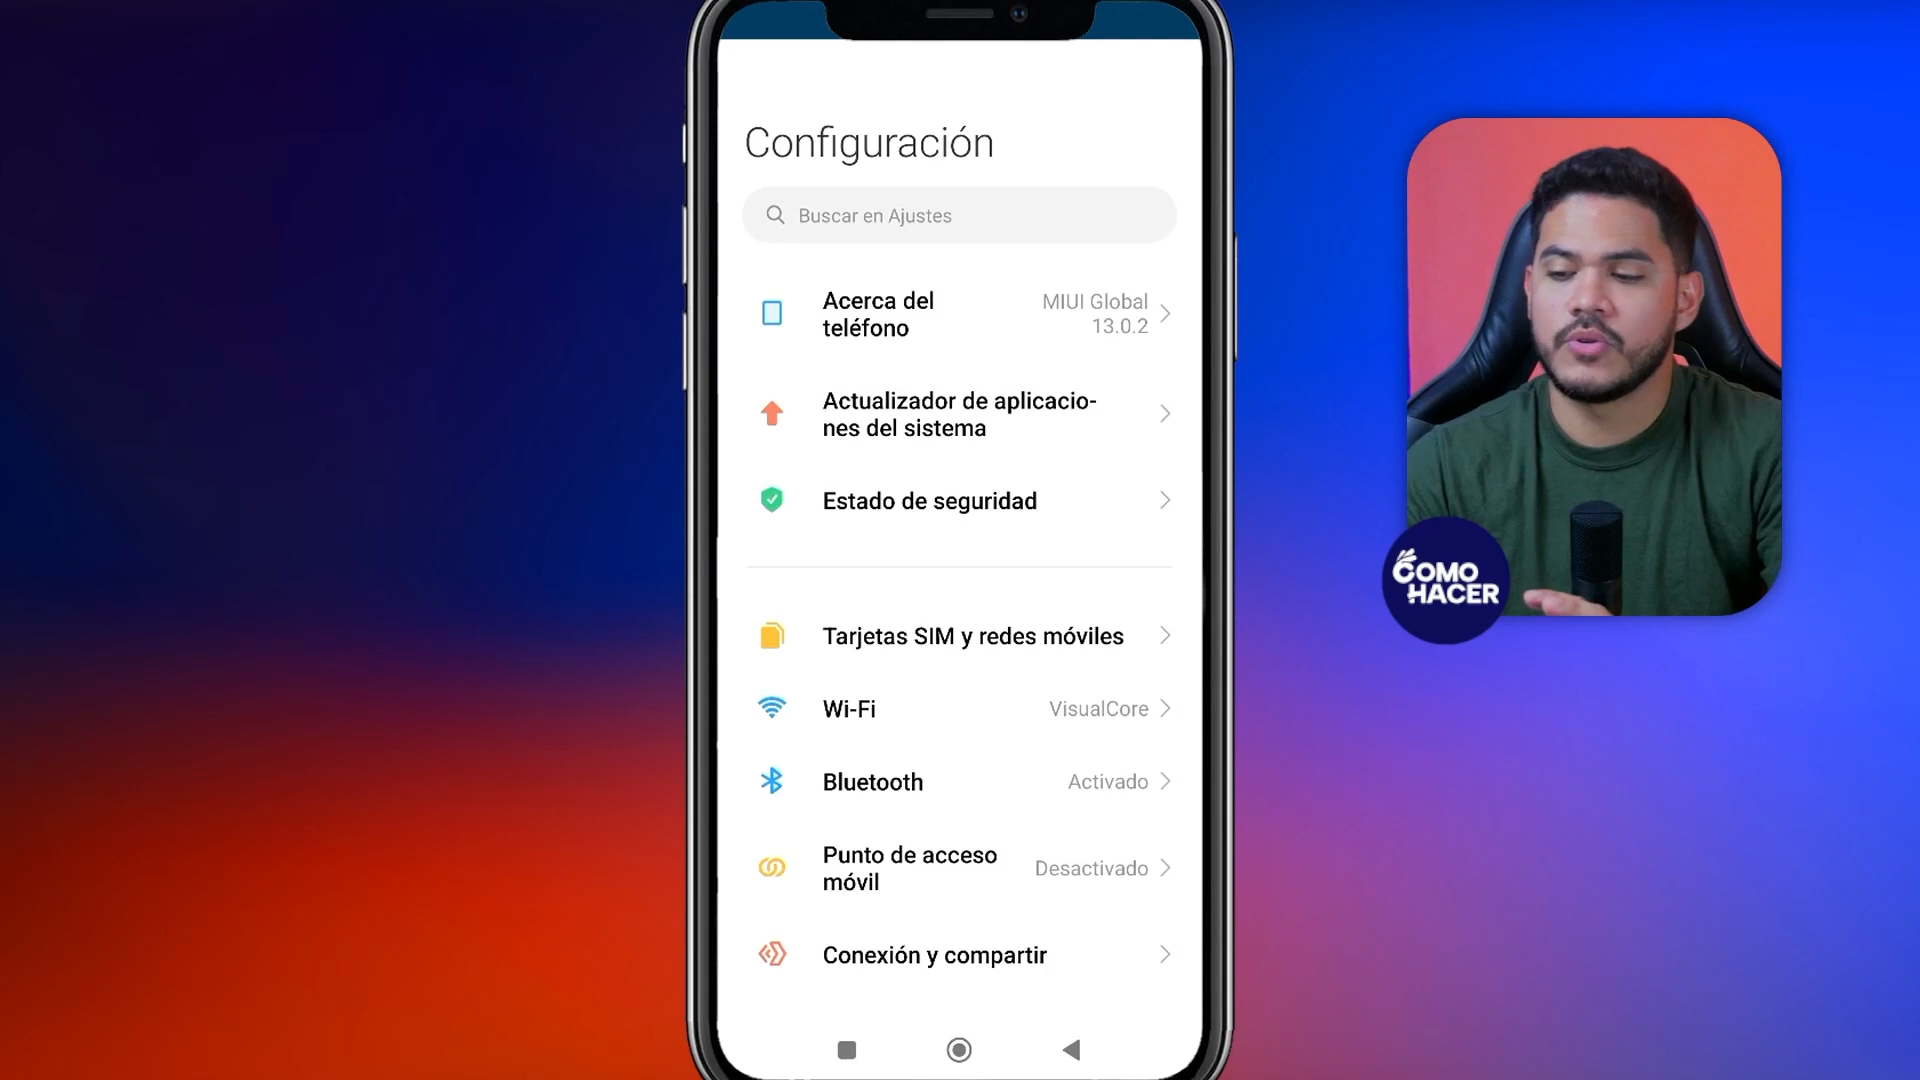 Configuración
Buscar en Ajustes
Acerca del
teléfono
MIUI Global
13.0.2
Actualizador de aplicacio-
nes del sistema
Estado de seguridad
Tarjetas SIM y redes móviles
Wi-Fi
VisualCore
Bluetooth
Activado
Punto de acceso
móvil
Desactivado
Conexión y compartir
COMO
HACER